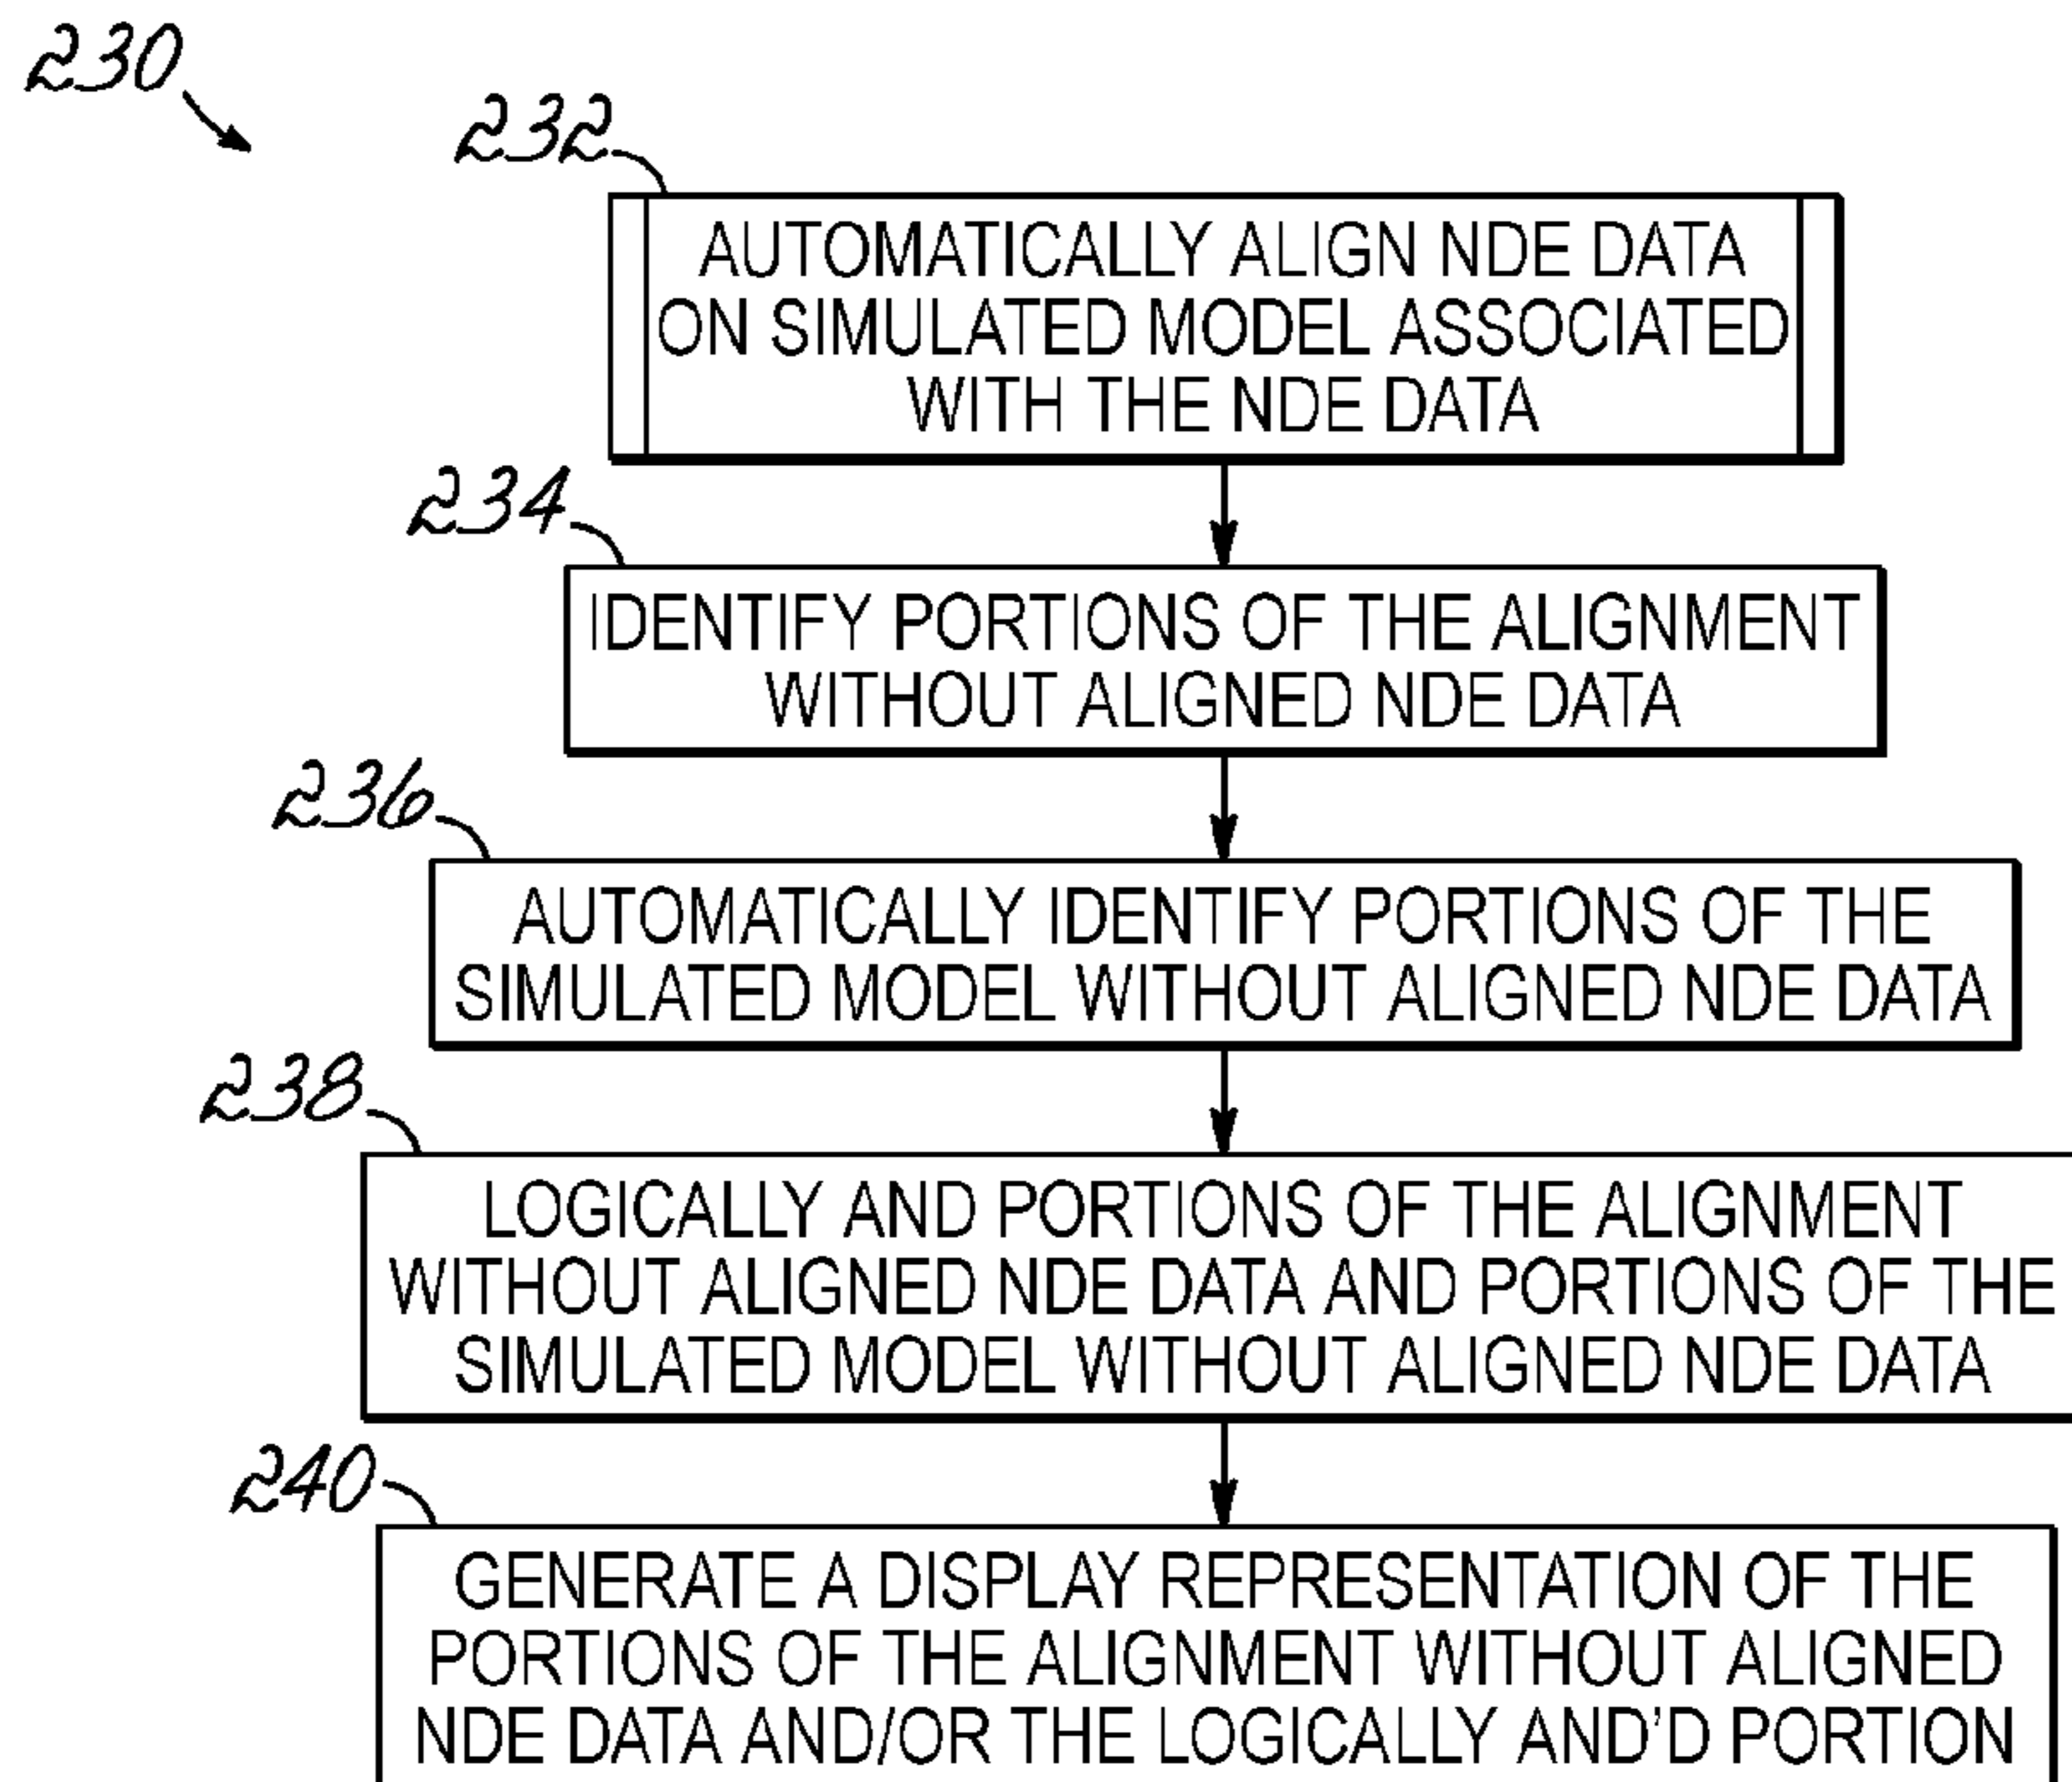 230
232
AUTOMATICALLY ALIGN NDE DATA
ON SIMULATED MODEL ASSOCIATED
WITH THE NDE DATA
234
IDENTIFY PORTIONS OF THE ALIGNMENT
WITHOUT ALIGNED NDE DATA
236
AUTOMATICALLY IDENTIFY PORTIONS OF THE
SIMULATED MODEL WITHOUT ALIGNED NDE DATA
238
LOGICALLY AND PORTIONS OF THE ALIGNMENT
WITHOUT ALIGNED NDE DATA AND PORTIONS OF THE
SIMULATED MODEL WITHOUT ALIGNED NDE DATA
240
GENERATE A DISPLAY REPRESENTATION OF THE
PORTIONS OF THE ALIGNMENT WITHOUT ALIGNED
NDE DATA AND/OR THE LOGICALLY AND'D PORTION